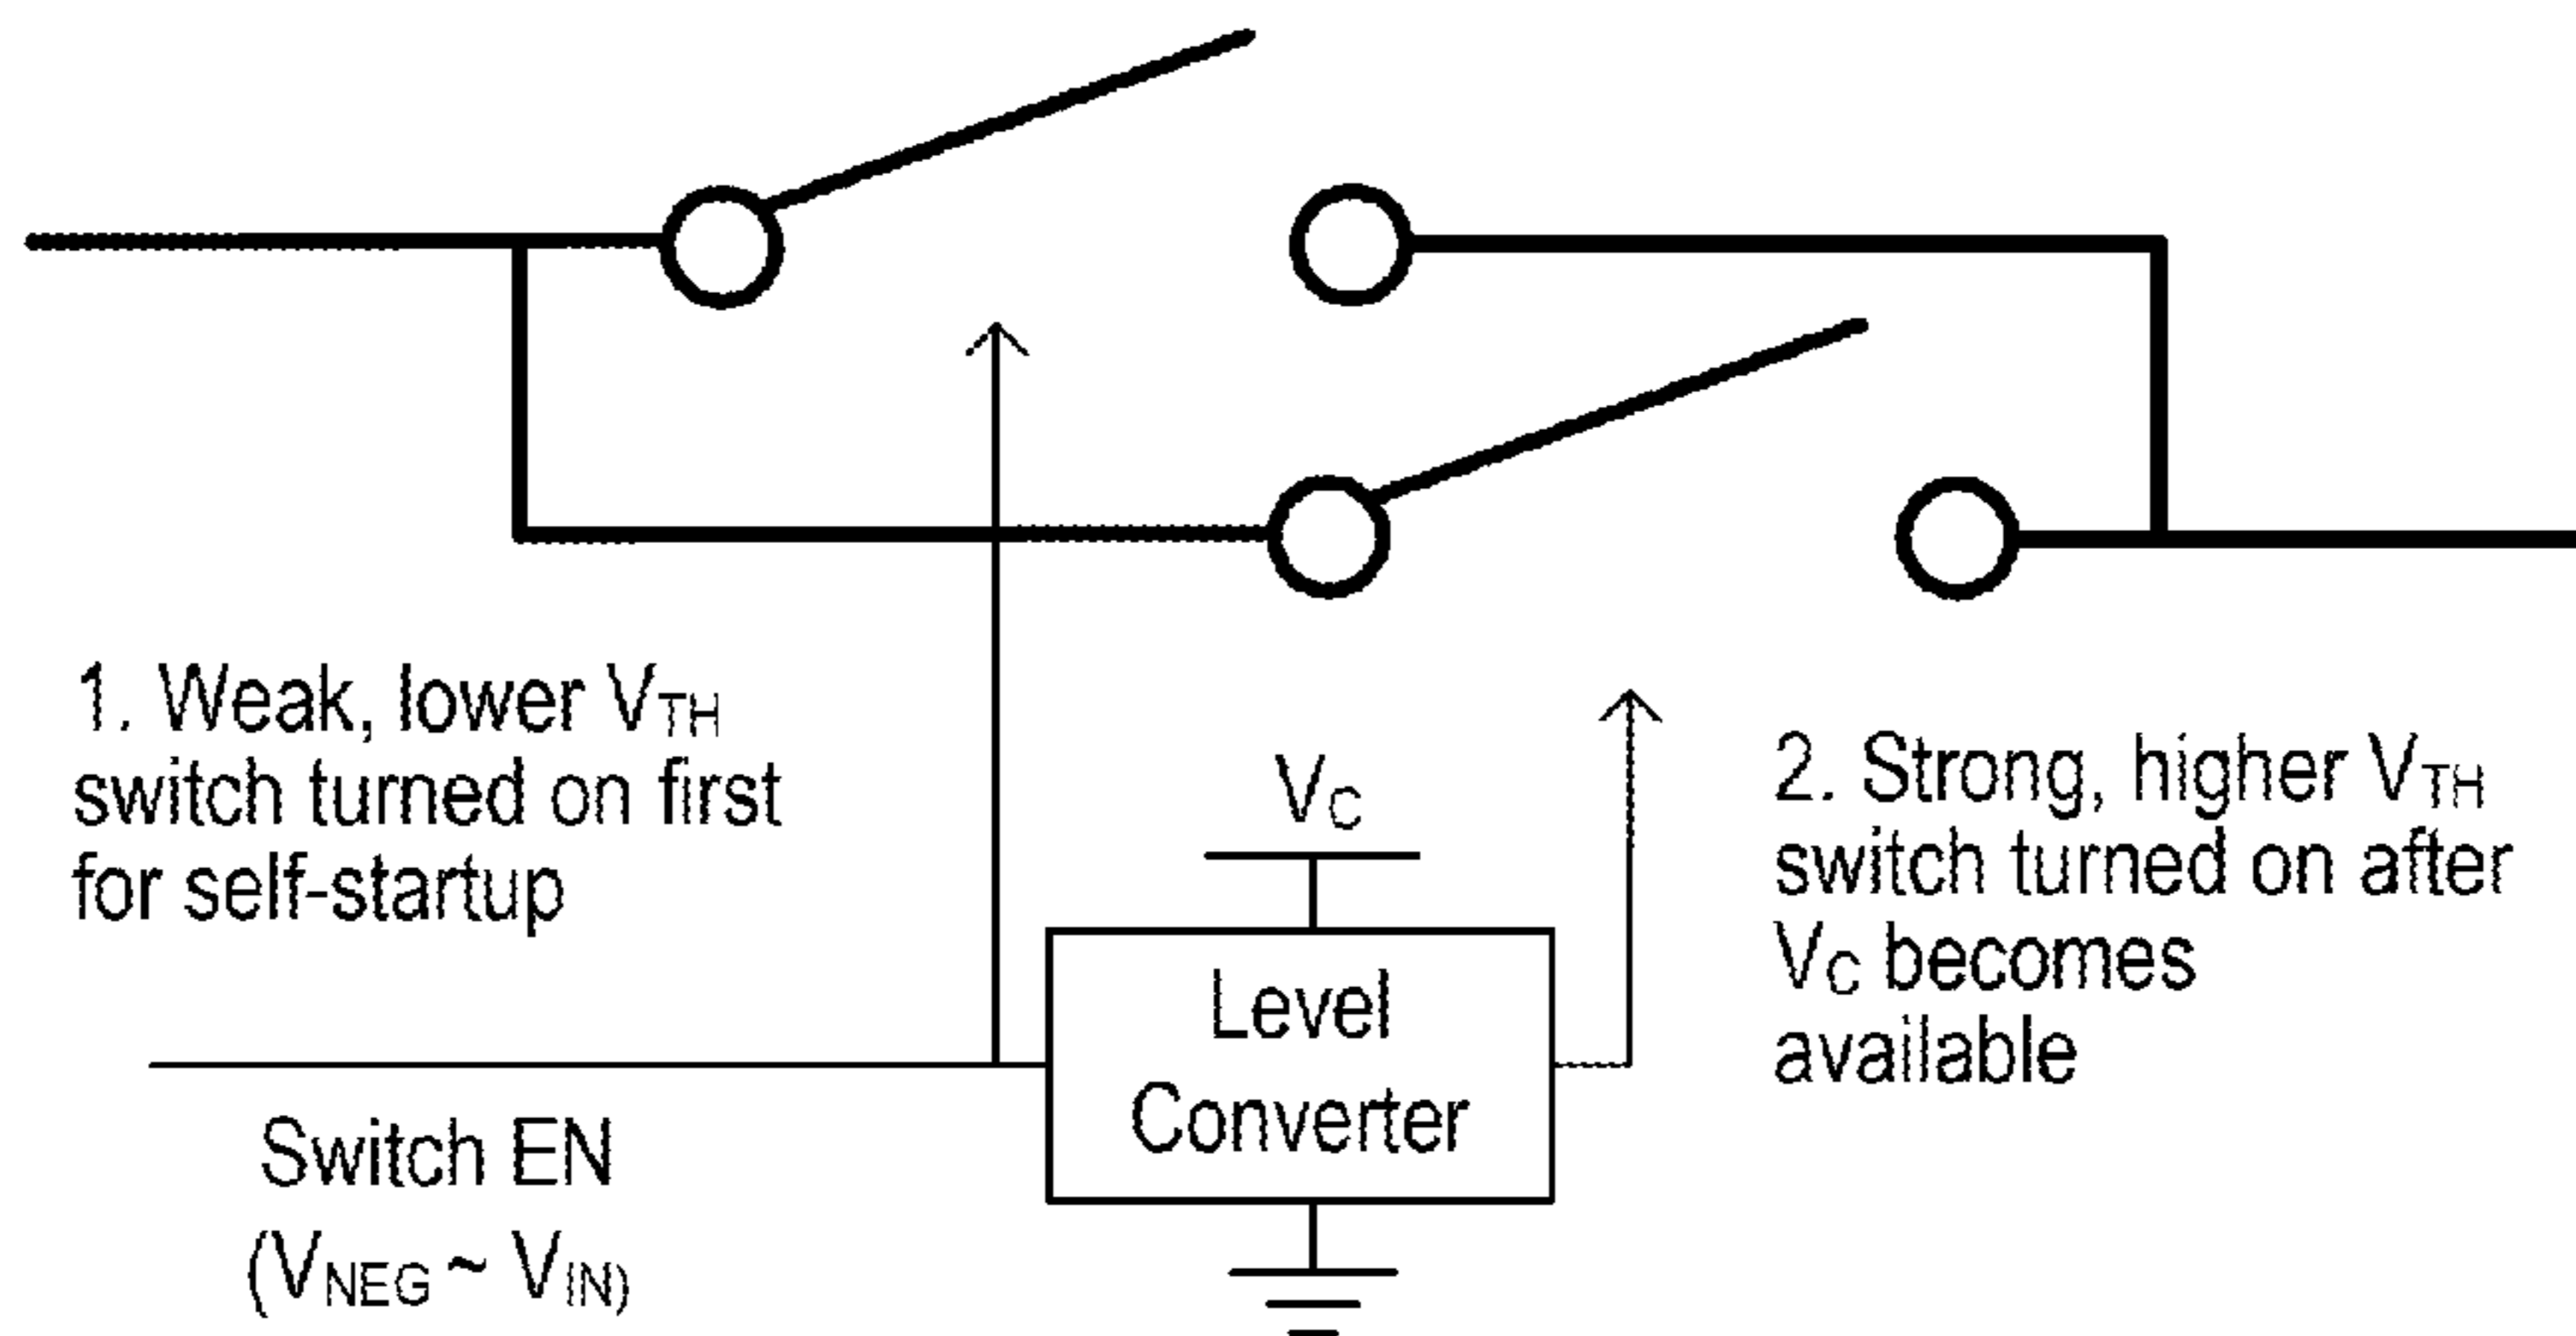 1. Weak, lower VTH
switch turned on first
for self-startup
VC
2. Strong, higher VTH
switch turned on after
VC becomes
available
Level
Converter
Switch EN
(VNEG ~ VIN)